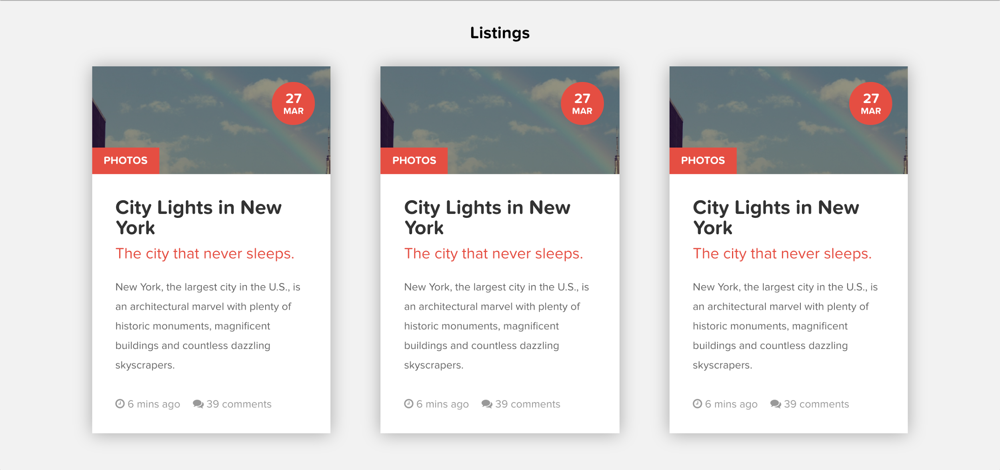 Listings
27
MAR
PHOTOS
City Lights in New
York
The city that never sleeps.
New York, the largest city in the U.S., is
an architectural marvel with plenty of
historic monuments, magnificent
buildings and countless dazzling
skyscrapers.
6 mins ago 39 comments
27
MAR
PHOTOS
City Lights in New
York
The city that never sleeps.
New York, the largest city in the U.S., is
an architectural marvel with plenty of
historic monuments, magnificent
buildings and countless dazzling
skyscrapers.
6 mins ago 39 comments
27
MAR
PHOTOS
City Lights in New
York
The city that never sleeps.
New York, the largest city in the U.S., is
an architectural marvel with plenty of
historic monuments, magnificent
buildings and countless dazzling
skyscrapers.
6 mins ago 39 comments